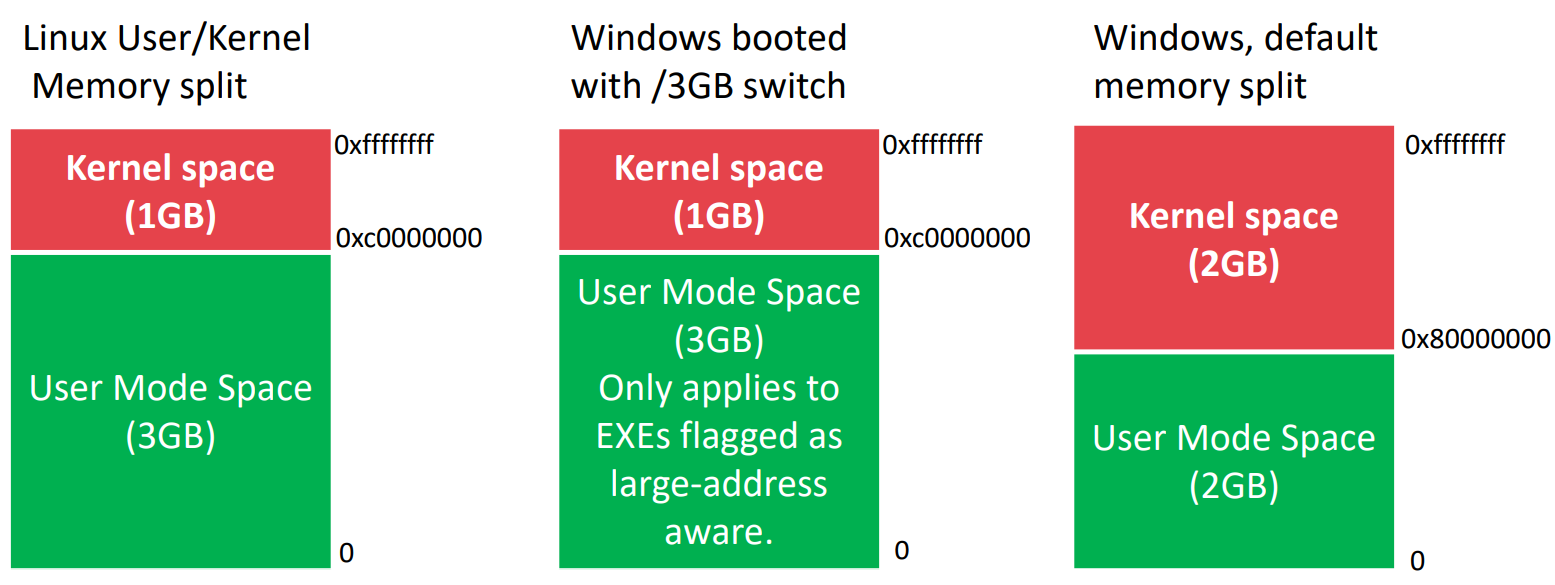 Linux User/Kernel
Memory split
0xffffffff
Kernel space
(1GB)
0xc0000000
User Mode Space
(3GB)
0
Windows booted
with /3GB switch
0xffffffff
Kernel space
(1GB)
0xc0000000
User Mode Space
(3GB)
Only applies to
EXEs flagged as
large-address
aware.
0
Windows, default
memory split
0xffffffff
Kernel space
(2GB)
0x80000000
User Mode Space
(2GB)
0